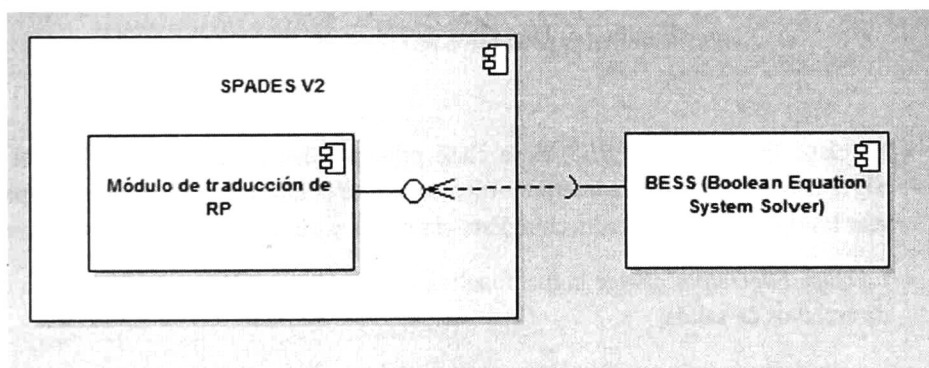 SPADES V2
Módulo de traducción de
RP
BESS (Boolean Equation
System Solver)